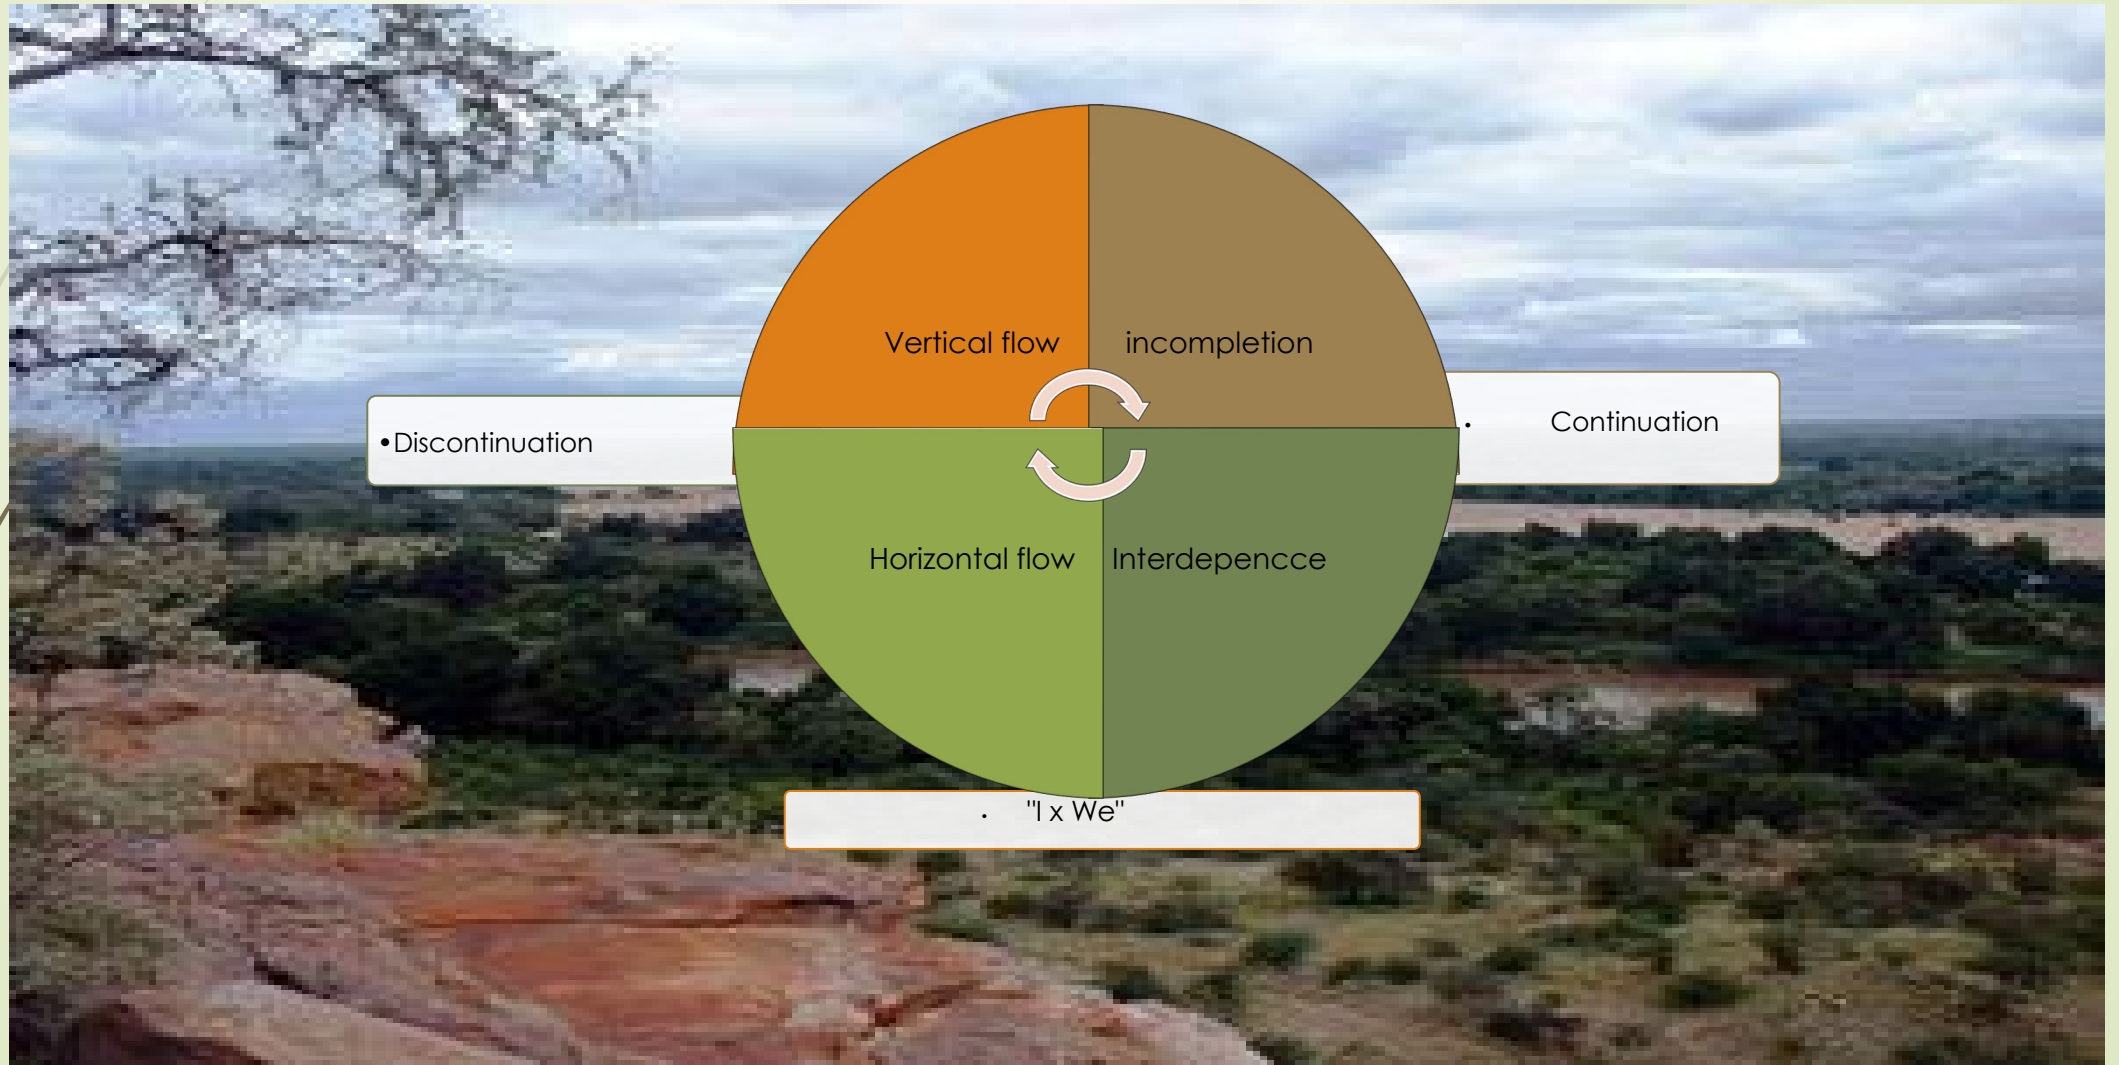 Vertical flow
incompletion
•Discontinuation
. Continuation
Horizontal flow
Interdepencce
. "I x We"